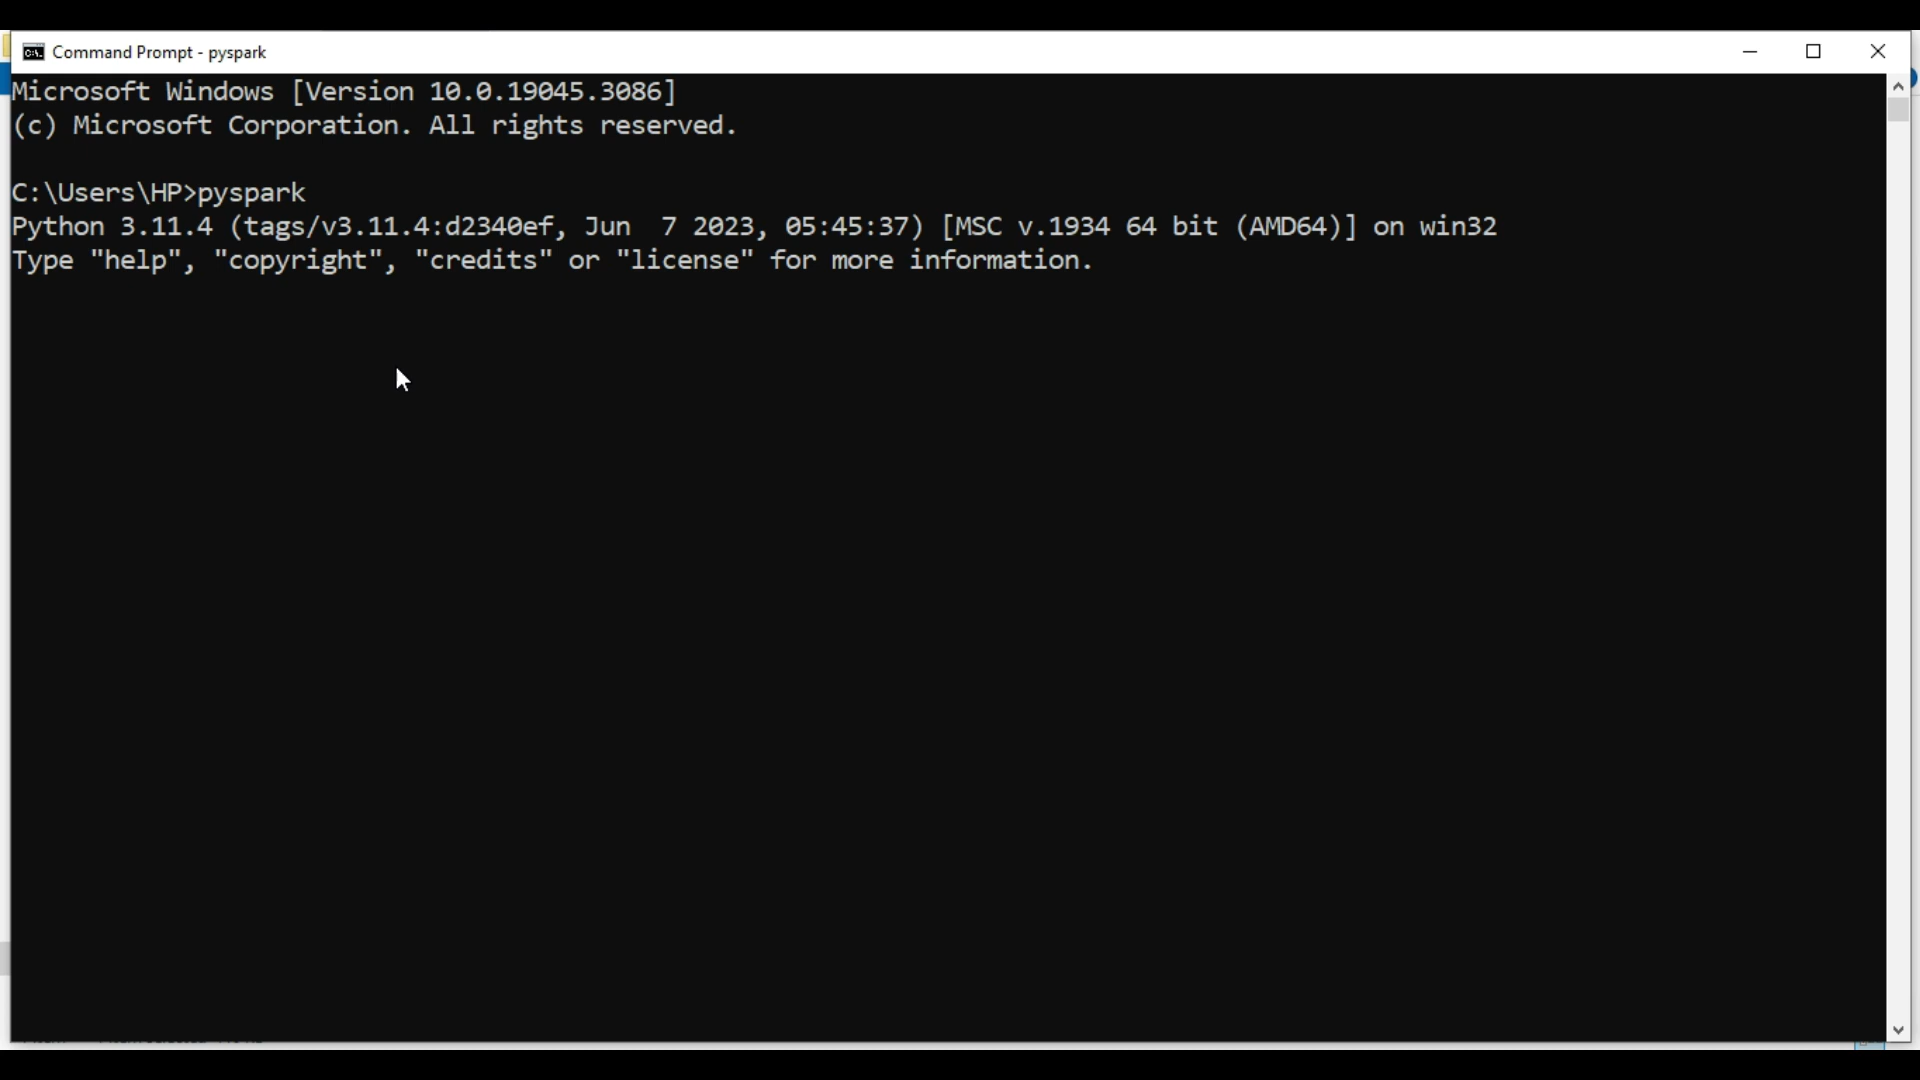 Command Prompt - pyspark
Microsoft Windows [Version 10.0.19045.3086]
(c) Microsoft Corporation. All rights reserved.
C:\Users\HP>pyspark
Python 3.11.4 (tags/v3.11.4:d2340ef, Jun  7 2023, 05:45:37) [MSC v.1934 64 bit (AMD64)] on win32
Type "help", "copyright", "credits" or "license" for more information.